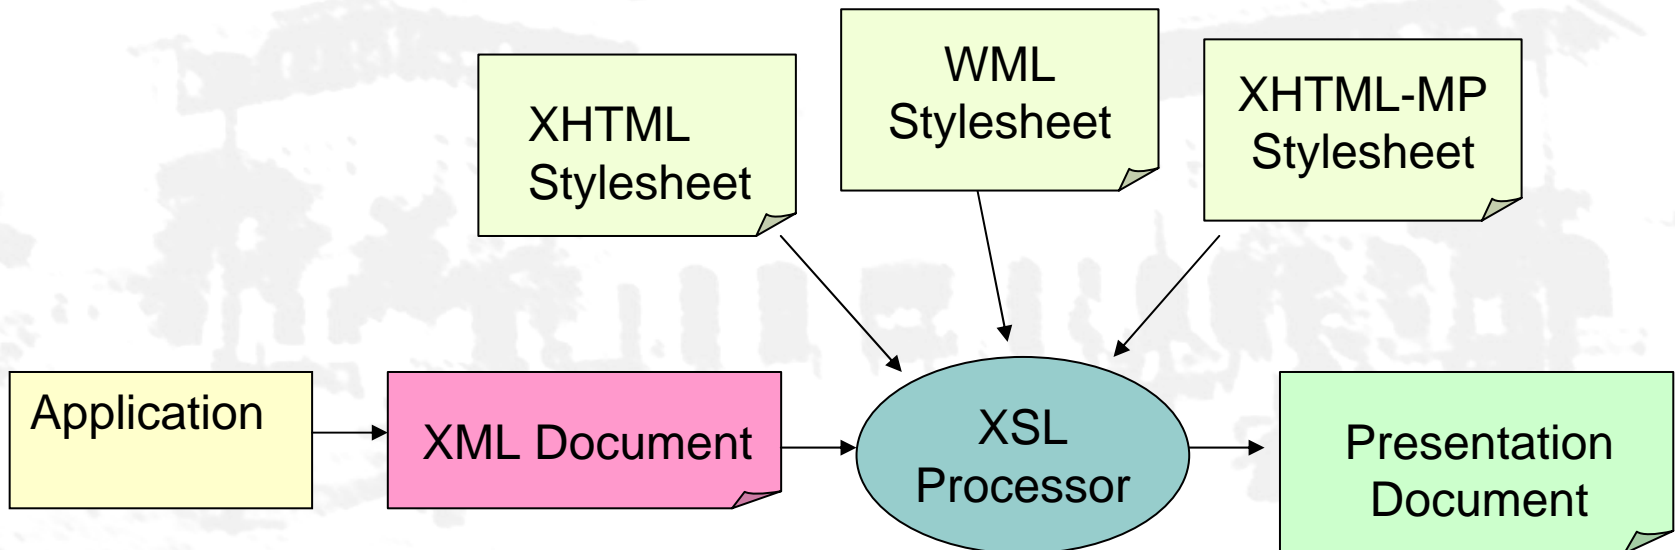 XHTML
Stylesheet
WML
Stylesheet
XHTML-MP
Stylesheet
Application
XML Document
XSL
Processor
Presentation
Document